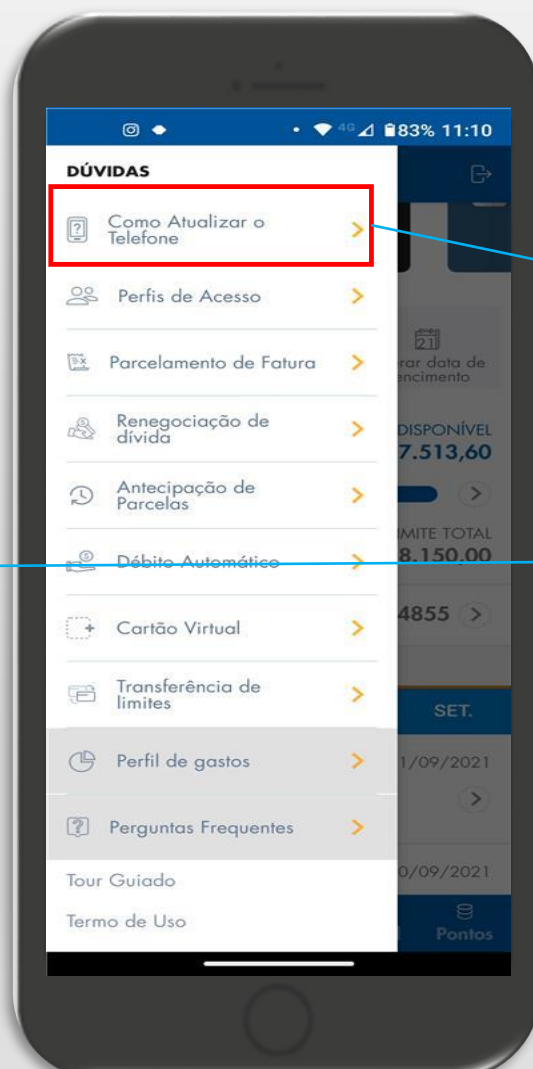 4G 83% 11:10
DÚVIDAS
Como Atualizar o
Telefone
Perfis de Acesso
21
rar data de
encimento
Parcelamento de Fatura
Renegociação de
dívida
DISPONÍVEL
7.513,60
Antecipação de
Parcelas
IMITE TOTAL
8.150,00
Débito Automático
4855
Cartão Virtual
Transferência de
limites
SET.
Perfil de gastos
1/09/2021
Perguntas Frequentes
Tour Guiado
0/09/2021
Termo de Uso
Pontos